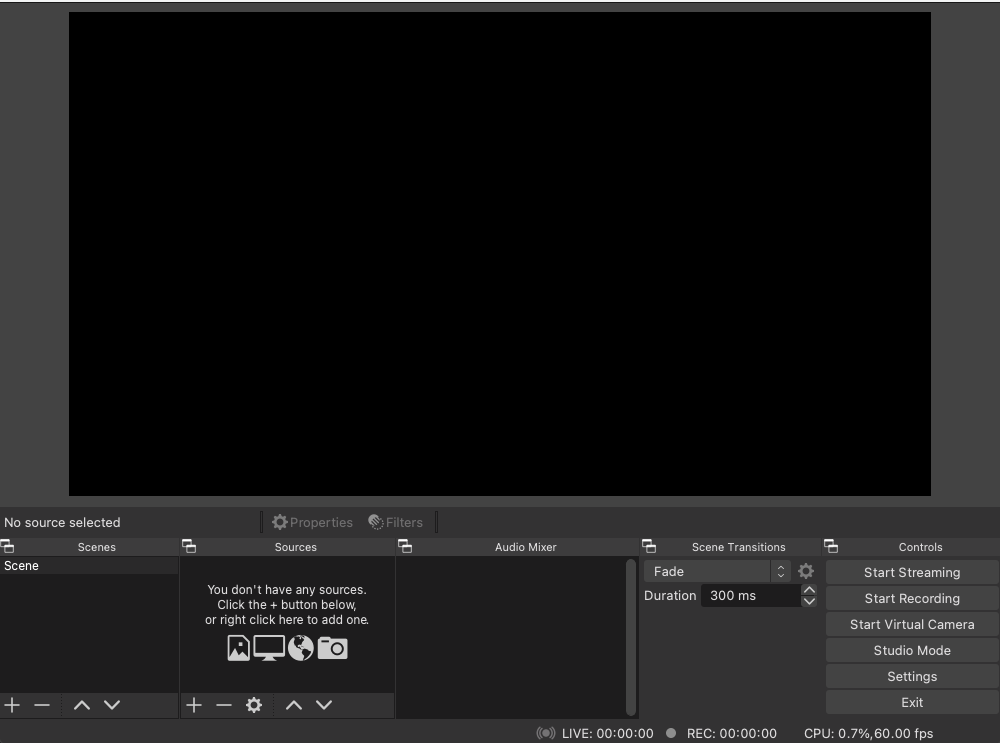 No source selected
Properties
Filters
Scenes
Sources
Audio Mixer
Scene Transitions
Controls
Scene
You don't have any sources.
Click the + button below,
or right click here to add one.
Fade
Duration 300 ms
Start Streaming
Start Recording
Start Virtual Camera
Studio Mode
Settings
Exit
LIVE: 00:00:00
REC: 00:00:00
CPU: 0.7%,60.00 fps